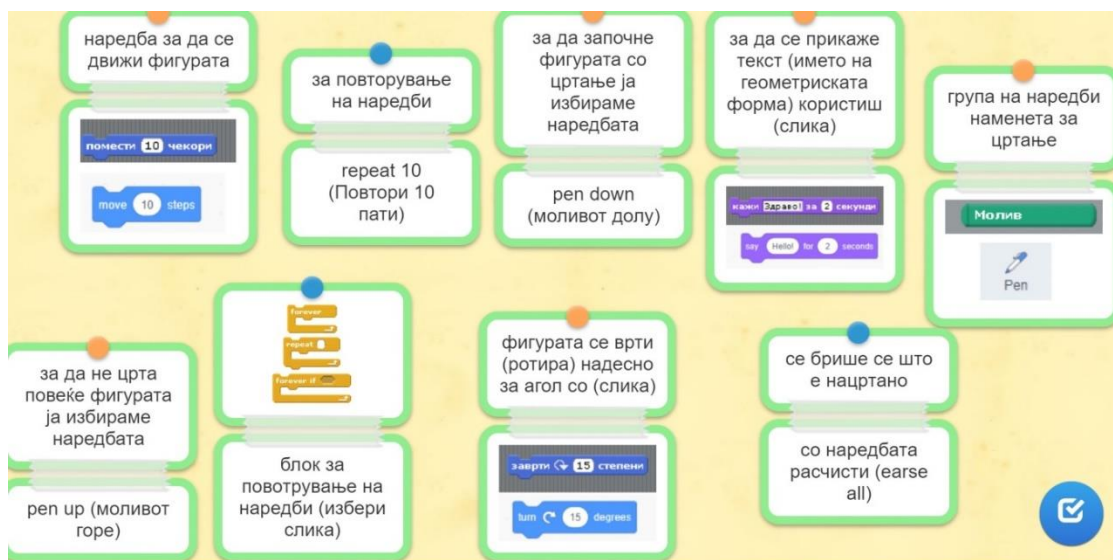 наредба за да се
движи фигурата
помести 10 чекори
move 10 steps
за повторување
на наредби
repeat 10
(Повтори 10
пати)
за да започне
фигурата со
цртање ја
избираме
наредбата
pen down
(моливот долу)
за да се прикаже
текст (името на
геометриската
форма) користиш
(слика)
кажи Здраво! за 2 секунди
say Hello! for 2 seconds
група на наредби
наменета за
цртање
Молив
Pen
за да не црта
повеќе фигурата
ја избираме
наредбата
pen up (моливот
горе)
forever
repeat
forever if
блок за
повотрување на
наредби (избери
слика)
фигурата се врти
(ротира) надесно
за агол со (слика)
заврти 15 степени
turn 15 degrees
се брише се што
е нацртано
со наредбата
расчисти (earse
all)